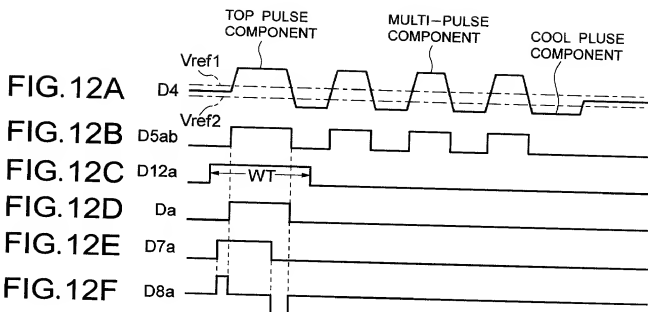 TOP PULSE
COMPONENT
MULTI-PULSE
COMPONENT
COOL PLUSE
COMPONENT
Vref1
FIG.12A D4
Vref2
FIG.12B D5ab
FIG.12C D12a WT
FIG.12D Da
FIG.12E D7a
FIG.12F D8a